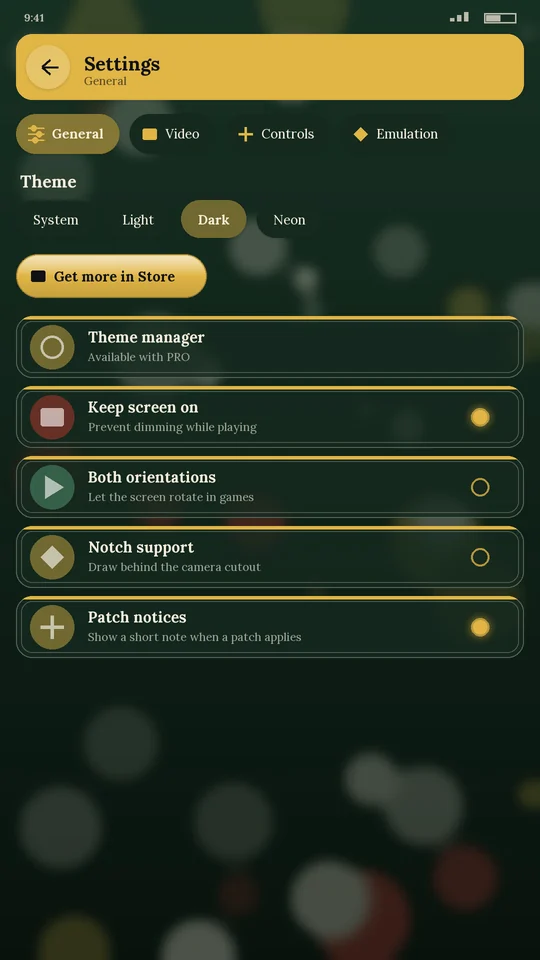 9:41
Settings
General
General
Video
Controls
Emulation
Theme
System
Light
Dark
Neon
Get more in Store
Theme manager
Available with PRO
Keep screen on
Prevent dimming while playing
Both orientations
Let the screen rotate in games
Notch support
Draw behind the camera cutout
Patch notices
Show a short note when a patch applies